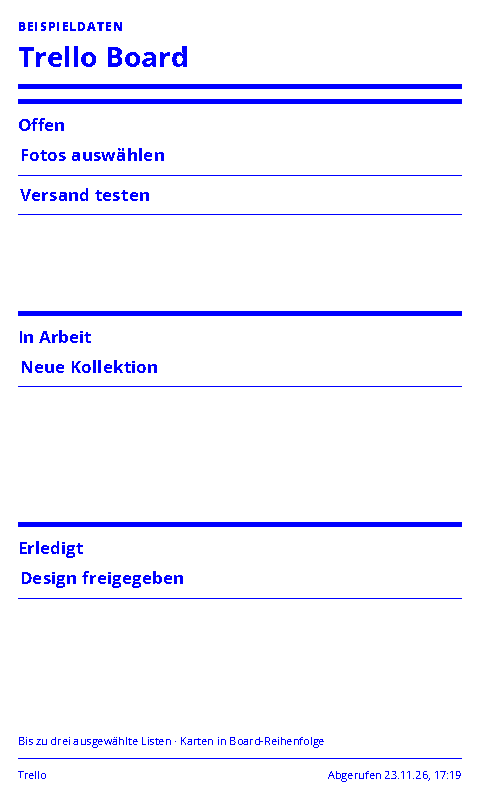 BEISPIELDATEN
Trello Board
Offen
Fotos auswählen
Versand testen
In Arbeit
Neue Kollektion
Erledigt
Design freigegeben
Bis zu drei ausgewählte Listen · Karten in Board-Reihenfolge
Trello
Abgerufen 23.11.26, 17:19